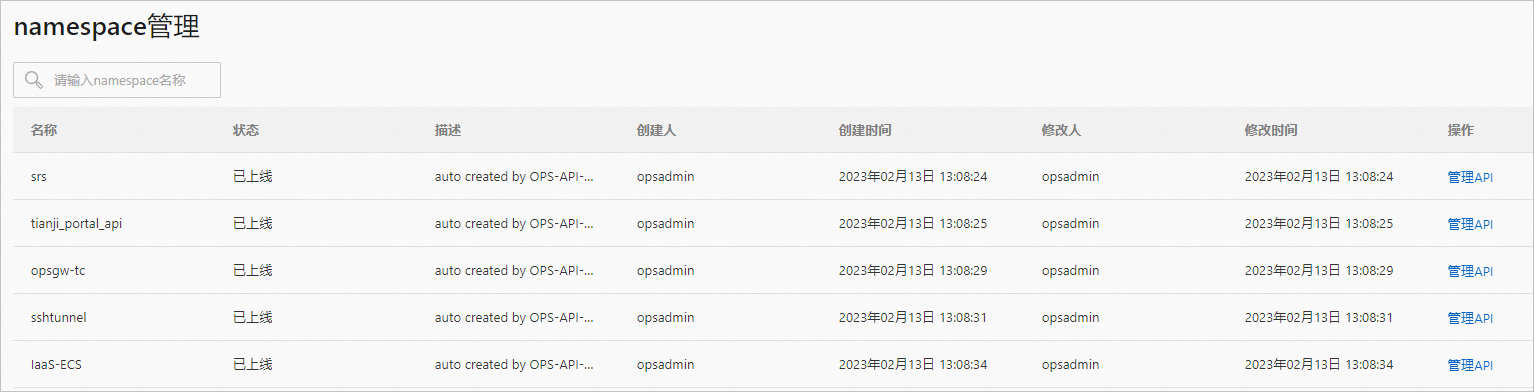 namespace管理
请输入namespace名称
名称 状态 描述 创建人 创建时间 修改人 修改时间 操作
srs 已上线 auto created by OPS-API-... opsadmin 2023年02月13日 13:08:24 opsadmin 2023年02月13日 13:08:24 管理API
tianji_portal_api 已上线 auto created by OPS-API-... opsadmin 2023年02月13日 13:08:25 opsadmin 2023年02月13日 13:08:25 管理API
opsgw-tc 已上线 auto created by OPS-API-... opsadmin 2023年02月13日 13:08:29 opsadmin 2023年02月13日 13:08:29 管理API
sshtunnel 已上线 auto created by OPS-API-... opsadmin 2023年02月13日 13:08:31 opsadmin 2023年02月13日 13:08:31 管理API
IaaS-ECS 已上线 auto created by OPS-API-... opsadmin 2023年02月13日 13:08:34 opsadmin 2023年02月13日 13:08:34 管理API